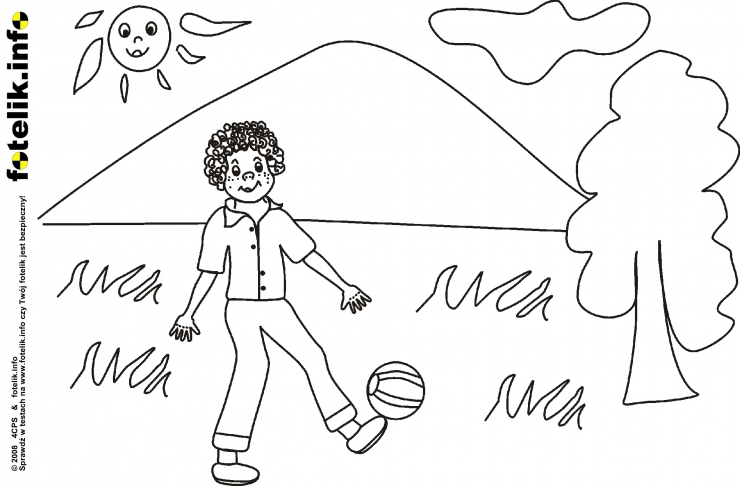 fotelik.info
© 2008 4CPS & fotelik.info
Sprawdź w testach na www.fotelik.info czy Twój fotelik jest bezpieczny!